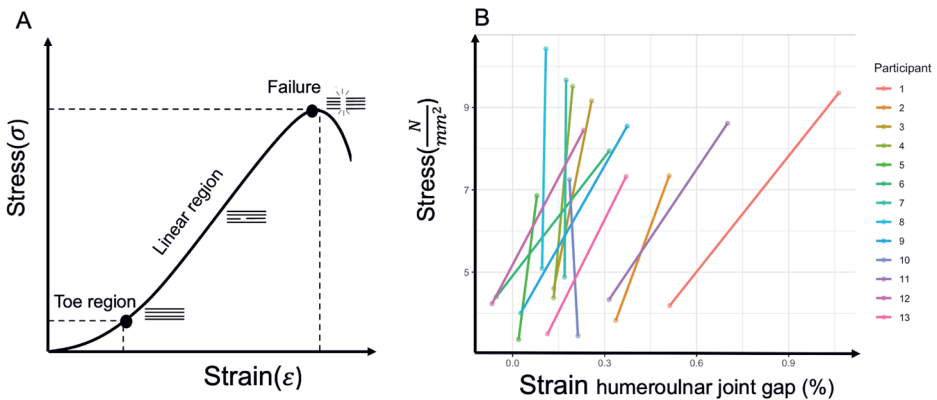 A
Stress(σ)
Failure
Linear region
Toe region
Strain(ε)
B
Stress(N/mm²)
9
7
5
0.0 0.3 0.6 0.9
Strain humeroulnar joint gap (%)
Participant
1
2
3
4
5
6
7
8
9
10
11
12
13